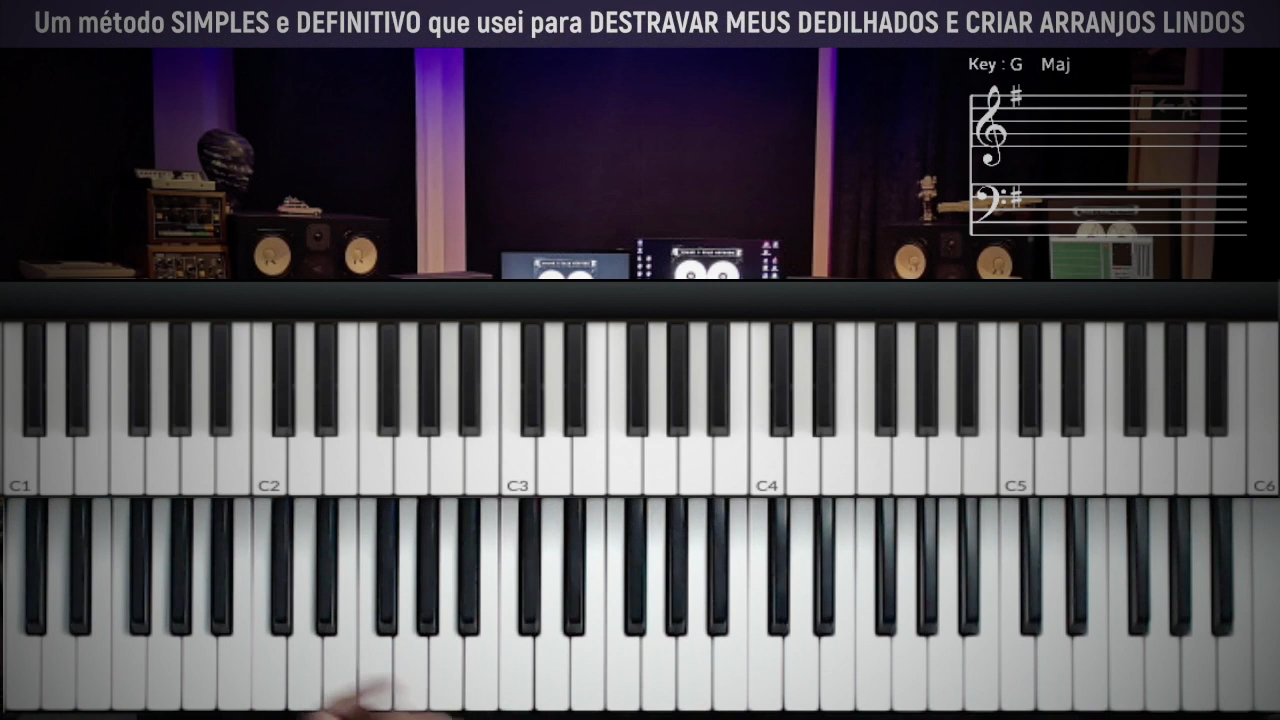 Um método SIMPLES e DEFINITIVO que usei para DESTRAVAR MEUS DEDILHADOS E CRIAR ARRANJOS LINDOS
Key : G Maj
C1 C2 C3 C4 C5 C6